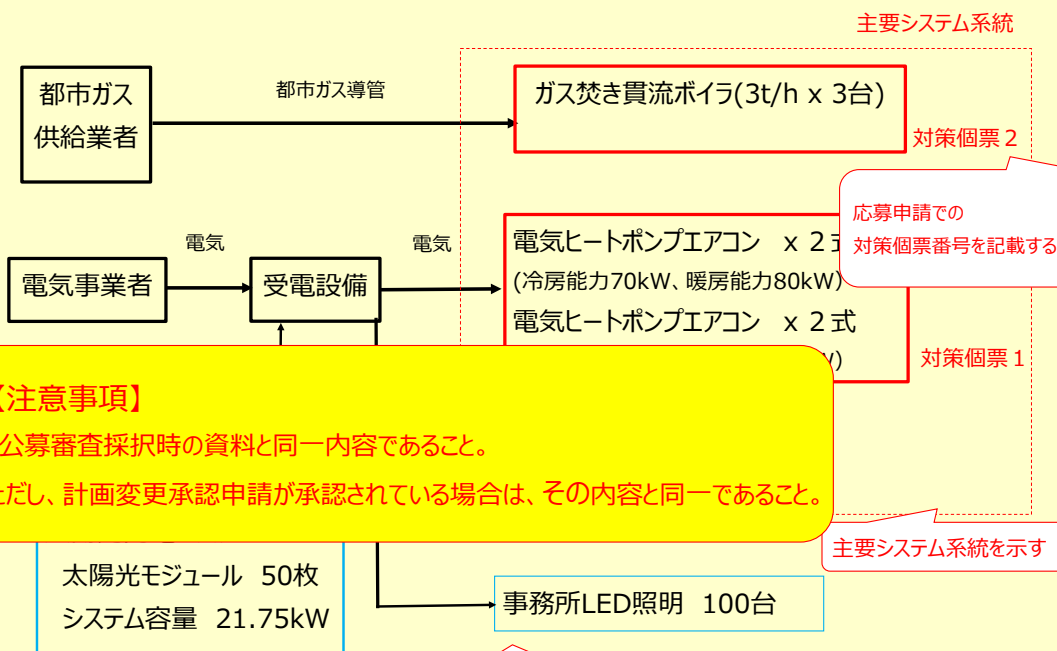 主要システム系統
都市ガス
供給業者
都市ガス導管
ガス焚き貫流ボイラ(3t/h x 3台)
対策個票２
応募申請での
対策個票番号を記載する
電気
電気
電気事業者
受電設備
電気ヒートポンプエアコン x 2
(冷房能力70kW、暖房能力80kW)
電気ヒートポンプエアコン x 2式
対策個票１
【注意事項】
公募審査採択時の資料と同一内容であること。
ただし、計画変更承認申請が承認されている場合は、その内容と同一であること。
主要システム系統を示す
太陽光モジュール 50枚
システム容量 21.75kW
事務所LED照明 100台